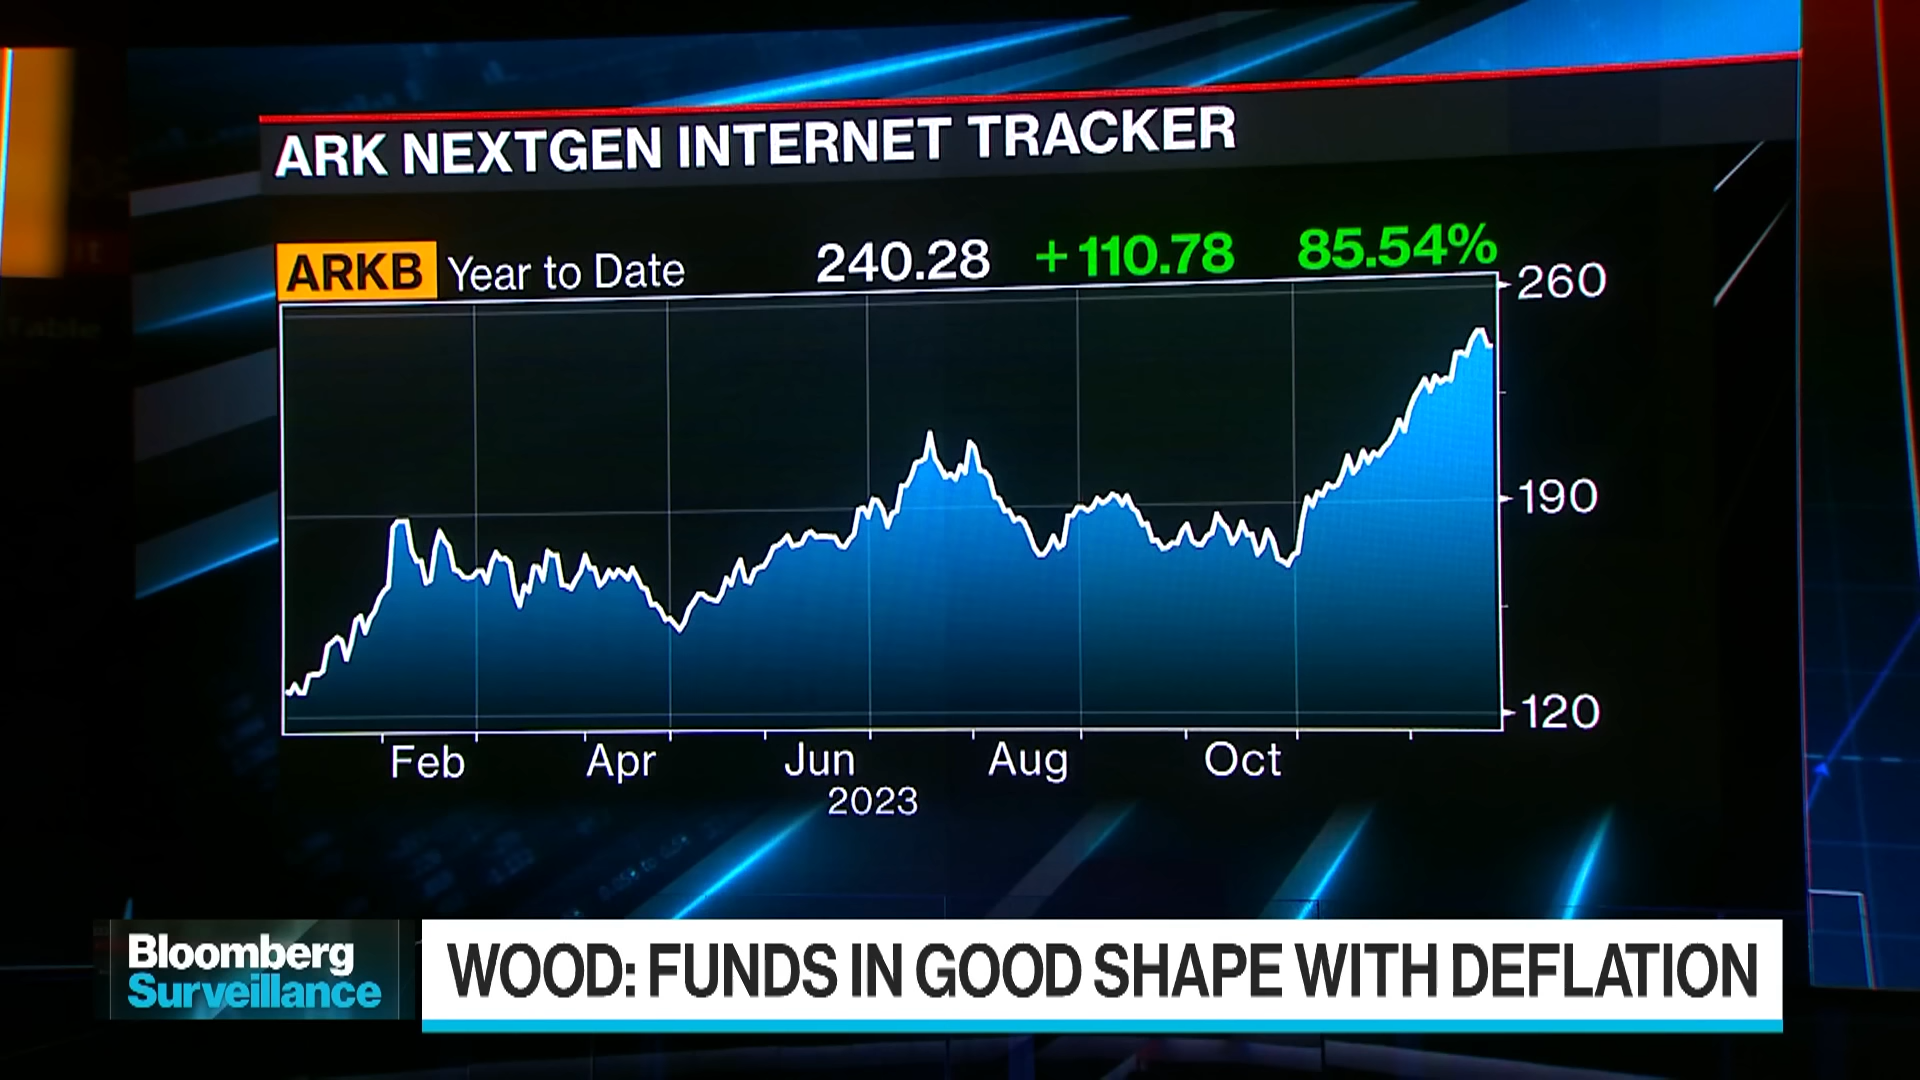 ARK NEXTGEN INTERNET TRACKER
ARKB Year to Date 240.28 +110.78 85.54%
260
190
120
Feb Apr Jun Aug Oct
2023
Bloomberg
Surveillance
WOOD: FUNDS IN GOOD SHAPE WITH DEFLATION